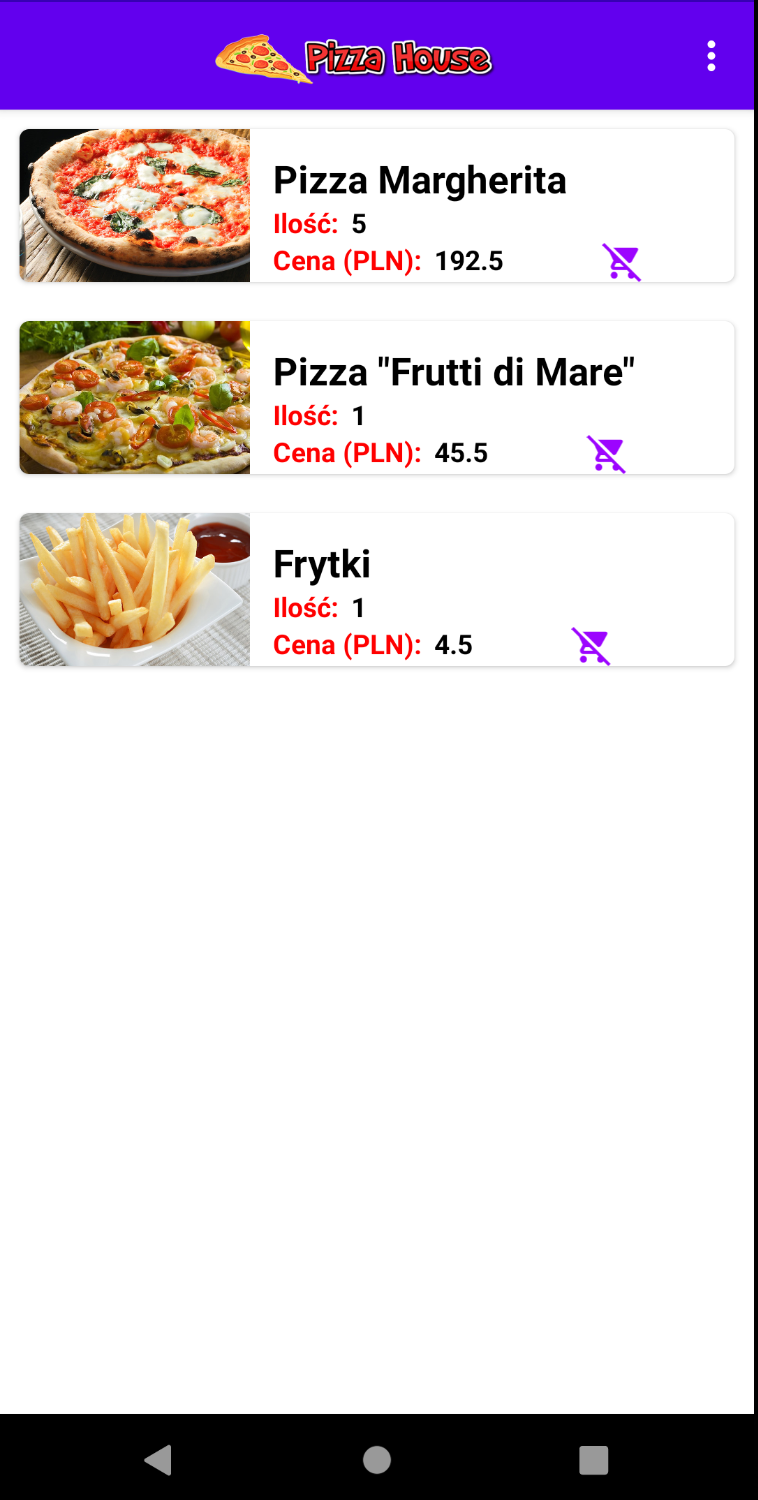 Pizza House
Pizza Margherita
Ilość: 5
Cena (PLN): 192.5
Pizza "Frutti di Mare"
Ilość: 1
Cena (PLN): 45.5
Frytki
Ilość: 1
Cena (PLN): 4.5